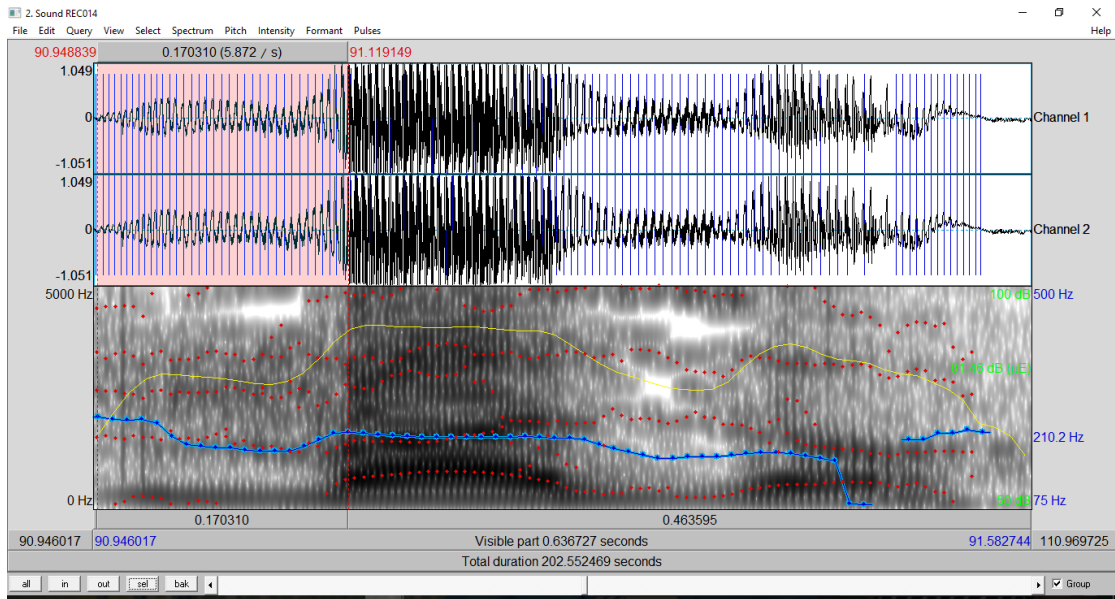 2. Sound REC014
File Edit Query View Select Spectrum Pitch Intensity Formant Pulses Help
90.948839 0.170310 (5.872 / s) 91.119149
1.049
0 Channel 1
-1.051
1.049
0 Channel 2
-1.051
5000 Hz 100 dB 500 Hz
210.2 Hz
0 Hz 50 dB 75 Hz
0.170310 0.463595
90.946017 90.946017 Visible part 0.636727 seconds 91.582744 110.969725
Total duration 202.552469 seconds
all in out sel bak Group